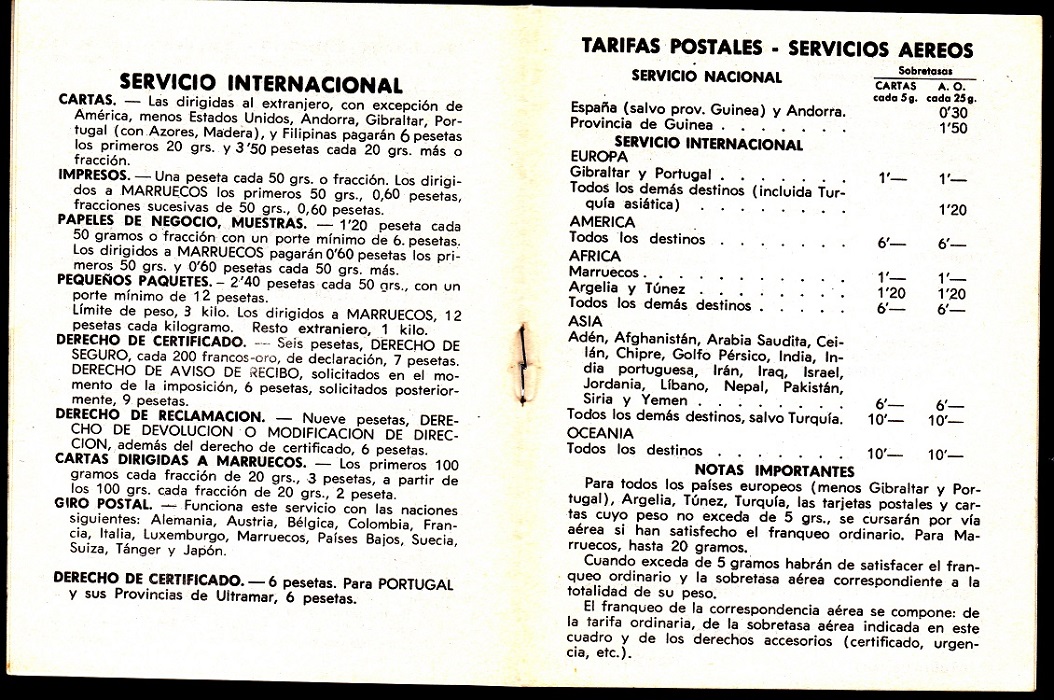 SERVICIO INTERNACIONAL
CARTAS. — Las dirigidas al extranjero, con excepción de
América, menos Estados Unidos, Andorra, Gibraltar, Por-
tugal (con Azores, Madera), y Filipinas pagarán 6 pesetas
los primeros 20 grs. y 3'50 pesetas cada 20 grs. más o
fracción.
IMPRESOS. — Una peseta cada 50 grs. o fracción. Los dirigi-
dos a MARRUECOS los primeros 50 grs., 0,60 pesetas,
fracciones sucesivas de 50 grs., 0,60 pesetas.
PAPELES DE NEGOCIO, MUESTRAS. — 1'20 peseta cada
50 gramos o fracción con un porte mínimo de 6. pesetas.
Los dirigidos a MARRUECOS pagarán 0'60 pesetas los pri-
meros 50 grs. y 0'60 pesetas cada 50 grs. más.
PEQUEÑOS PAQUETES. - 2'40 pesetas cada 50 grs., con un
porte mínimo de 12 pesetas.
Límite de peso, 3 kilo. Los dirigidos a MARRUECOS, 12
pesetas cada kilogramo. Resto extraniero, 1 kilo.
DERECHO DE CERTIFICADO. — Seis pesetas, DERECHO DE
SEGURO, cada 200 francos-oro, de declaración, 7 pesetas.
DERECHO DE AVISO DE RECIBO, solicitados en el mo-
mento de la imposición, 6 pesetas, solicitados posterior-
mente, 9 pesetas.
DERECHO DE RECLAMACION. — Nueve pesetas, DERE-
CHO DE DEVOLUCION O MODIFICACION DE DIREC-
CION, además del derecho de certificado, 6 pesetas.
CARTAS DIRIGIDAS A MARRUECOS. — Los primeros 100
gramos cada fracción de 20 grs., 3 pesetas, a partir de
los 100 grs. cada fracción de 20 grs., 2 peseta.
GIRO POSTAL. — Funciona este servicio con las naciones
siguientes: Alemania, Austria, Bélgica, Colombia, Fran-
cia, Italia, Luxemburgo, Marruecos, Países Bajos, Suecia,
Suiza, Tánger y Japón.
DERECHO DE CERTIFICADO. — 6 pesetas. Para PORTUGAL
y sus Provincias de Ultramar, 6 pesetas.
TARIFAS POSTALES - SERVICIOS AEREOS
Sobretasas
SERVICIO NACIONAL
CARTAS A. O.
cada 5 g. cada 25 g.
España (salvo prov. Guinea) y Andorra. 0'30
Provincia de Guinea . . . . . . . 1'50
SERVICIO INTERNACIONAL
EUROPA
Gibraltar y Portugal . . . . . . . 1'— 1'—
Todos los demás destinos (incluida Tur-
quía asiática) . . . . . . . . 1'20
AMERICA
Todos los destinos . . . . . . . 6'— 6'—
AFRICA
Marruecos . . . . . . . . . . 1'— 1'—
Argelia y Túnez . . . . . . . . 1'20 1'20
Todos los demás destinos . . . . . 6'— 6'—
ASIA
Adén, Afghanistán, Arabia Saudita, Cei-
lán, Chipre, Golfo Pérsico, India, In-
dia portuguesa, Irán, Iraq, Israel,
Jordania, Líbano, Nepal, Pakistán,
Siria y Yemen . . . . . . . . 6'— 6'—
Todos los demás destinos, salvo Turquía. 10'— 10'—
OCEANIA
Todos los destinos . . . . . . . 10'— 10'—
NOTAS IMPORTANTES
Para todos los países europeos (menos Gibraltar y Por-
tugal), Argelia, Túnez, Turquía, las tarjetas postales y car-
tas cuyo peso no exceda de 5 grs., se cursarán por vía
aérea si han satisfecho el franqueo ordinario. Para Ma-
rruecos, hasta 20 gramos.
Cuando exceda de 5 gramos habrán de satisfacer el fran-
queo ordinario y la sobretasa aérea correspondiente a la
totalidad de su peso.
El franqueo de la correspondencia aérea se compone: de
la tarifa ordinaria, de la sobretasa aérea indicada en este
cuadro y de los derechos accesorios (certificado, urgen-
cia, etc.).